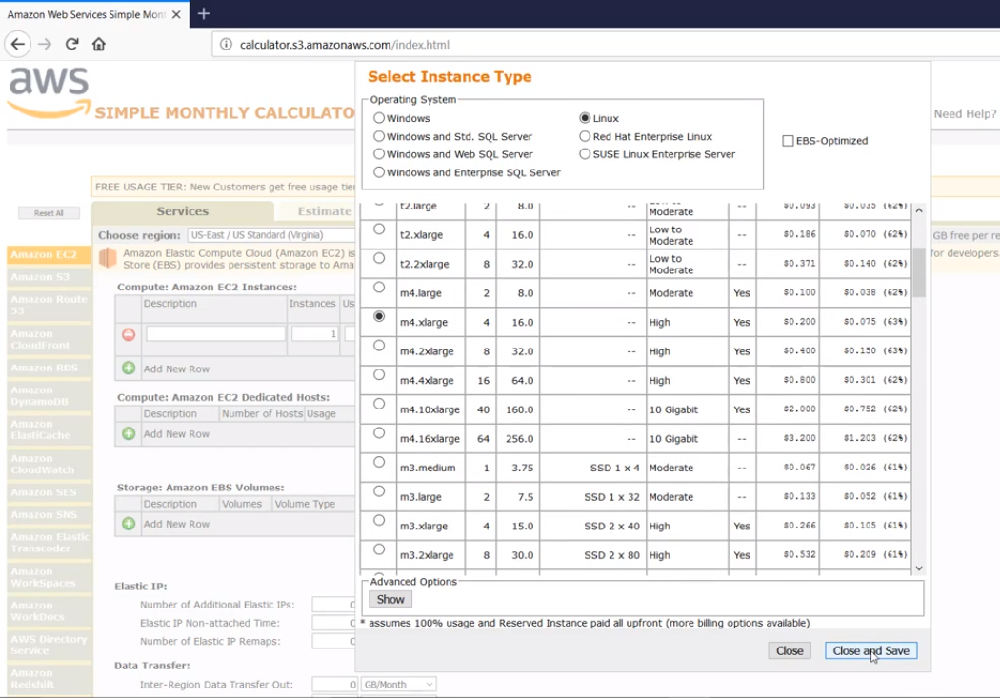 Amazon Web Services Simple Mon
calculator.s3.amazonaws.com/index.html
aws
SIMPLE MONTHLY CALCULATO
Need Help?
FREE USAGE TIER: New Customers get free usage tie
Reset All
Services
Estimate
Choose region:
US-East / US Standard (Virginia)
GB free per re
Amazon Elastic Compute Cloud (Amazon EC2) is
for developers.
Store (EBS) provides persistent storage to Ama
Amazon EC2
Amazon S3
Amazon Route
53
Amazon
CloudFront
Amazon RDS
Amazon
DynamoDB
Amazon
ElastiCache
Amazon
CloudWatch
Amazon SES
Amazon SNS
Amazon Elastic
Transcoder
Amazon
WorkSpaces
Amazon
WorkDocs
AWS Directory
Service
Amazon
Redshift
Compute: Amazon EC2 Instances:
Description Instances Us
1
Add New Row
Compute: Amazon EC2 Dedicated Hosts:
Description Number of Hosts Usage
Add New Row
Storage: Amazon EBS Volumes:
Description Volumes Volume Type
Add New Row
Elastic IP:
Number of Additional Elastic IPs: 0
Elastic IP Non-attached Time: 0
Number of Elastic IP Remaps: 0
Data Transfer:
Inter-Region Data Transfer Out: 0 GB/Month
Select Instance Type
Operating System
Windows
Linux
Windows and Std. SQL Server
Red Hat Enterprise Linux
Windows and Web SQL Server
SUSE Linux Enterprise Server
Windows and Enterprise SQL Server
EBS-Optimized
t2.large 2 8.0 -- Low to Moderate -- $0.093 $0.035 (62%)
t2.xlarge 4 16.0 -- Low to Moderate -- $0.186 $0.070 (62%)
t2.2xlarge 8 32.0 -- Low to Moderate -- $0.371 $0.140 (62%)
m4.large 2 8.0 -- Moderate Yes $0.100 $0.038 (62%)
m4.xlarge 4 16.0 -- High Yes $0.200 $0.075 (63%)
m4.2xlarge 8 32.0 -- High Yes $0.400 $0.150 (63%)
m4.4xlarge 16 64.0 -- High Yes $0.800 $0.301 (62%)
m4.10xlarge 40 160.0 -- 10 Gigabit Yes $2.000 $0.752 (62%)
m4.16xlarge 64 256.0 -- 10 Gigabit -- $3.200 $1.203 (62%)
m3.medium 1 3.75 SSD 1 x 4 Moderate -- $0.067 $0.026 (61%)
m3.large 2 7.5 SSD 1 x 32 Moderate -- $0.133 $0.052 (61%)
m3.xlarge 4 15.0 SSD 2 x 40 High Yes $0.266 $0.105 (61%)
m3.2xlarge 8 30.0 SSD 2 x 80 High Yes $0.532 $0.209 (61%)
Advanced Options
Show
* assumes 100% usage and Reserved Instance paid all upfront (more billing options available)
Close
Close and Save